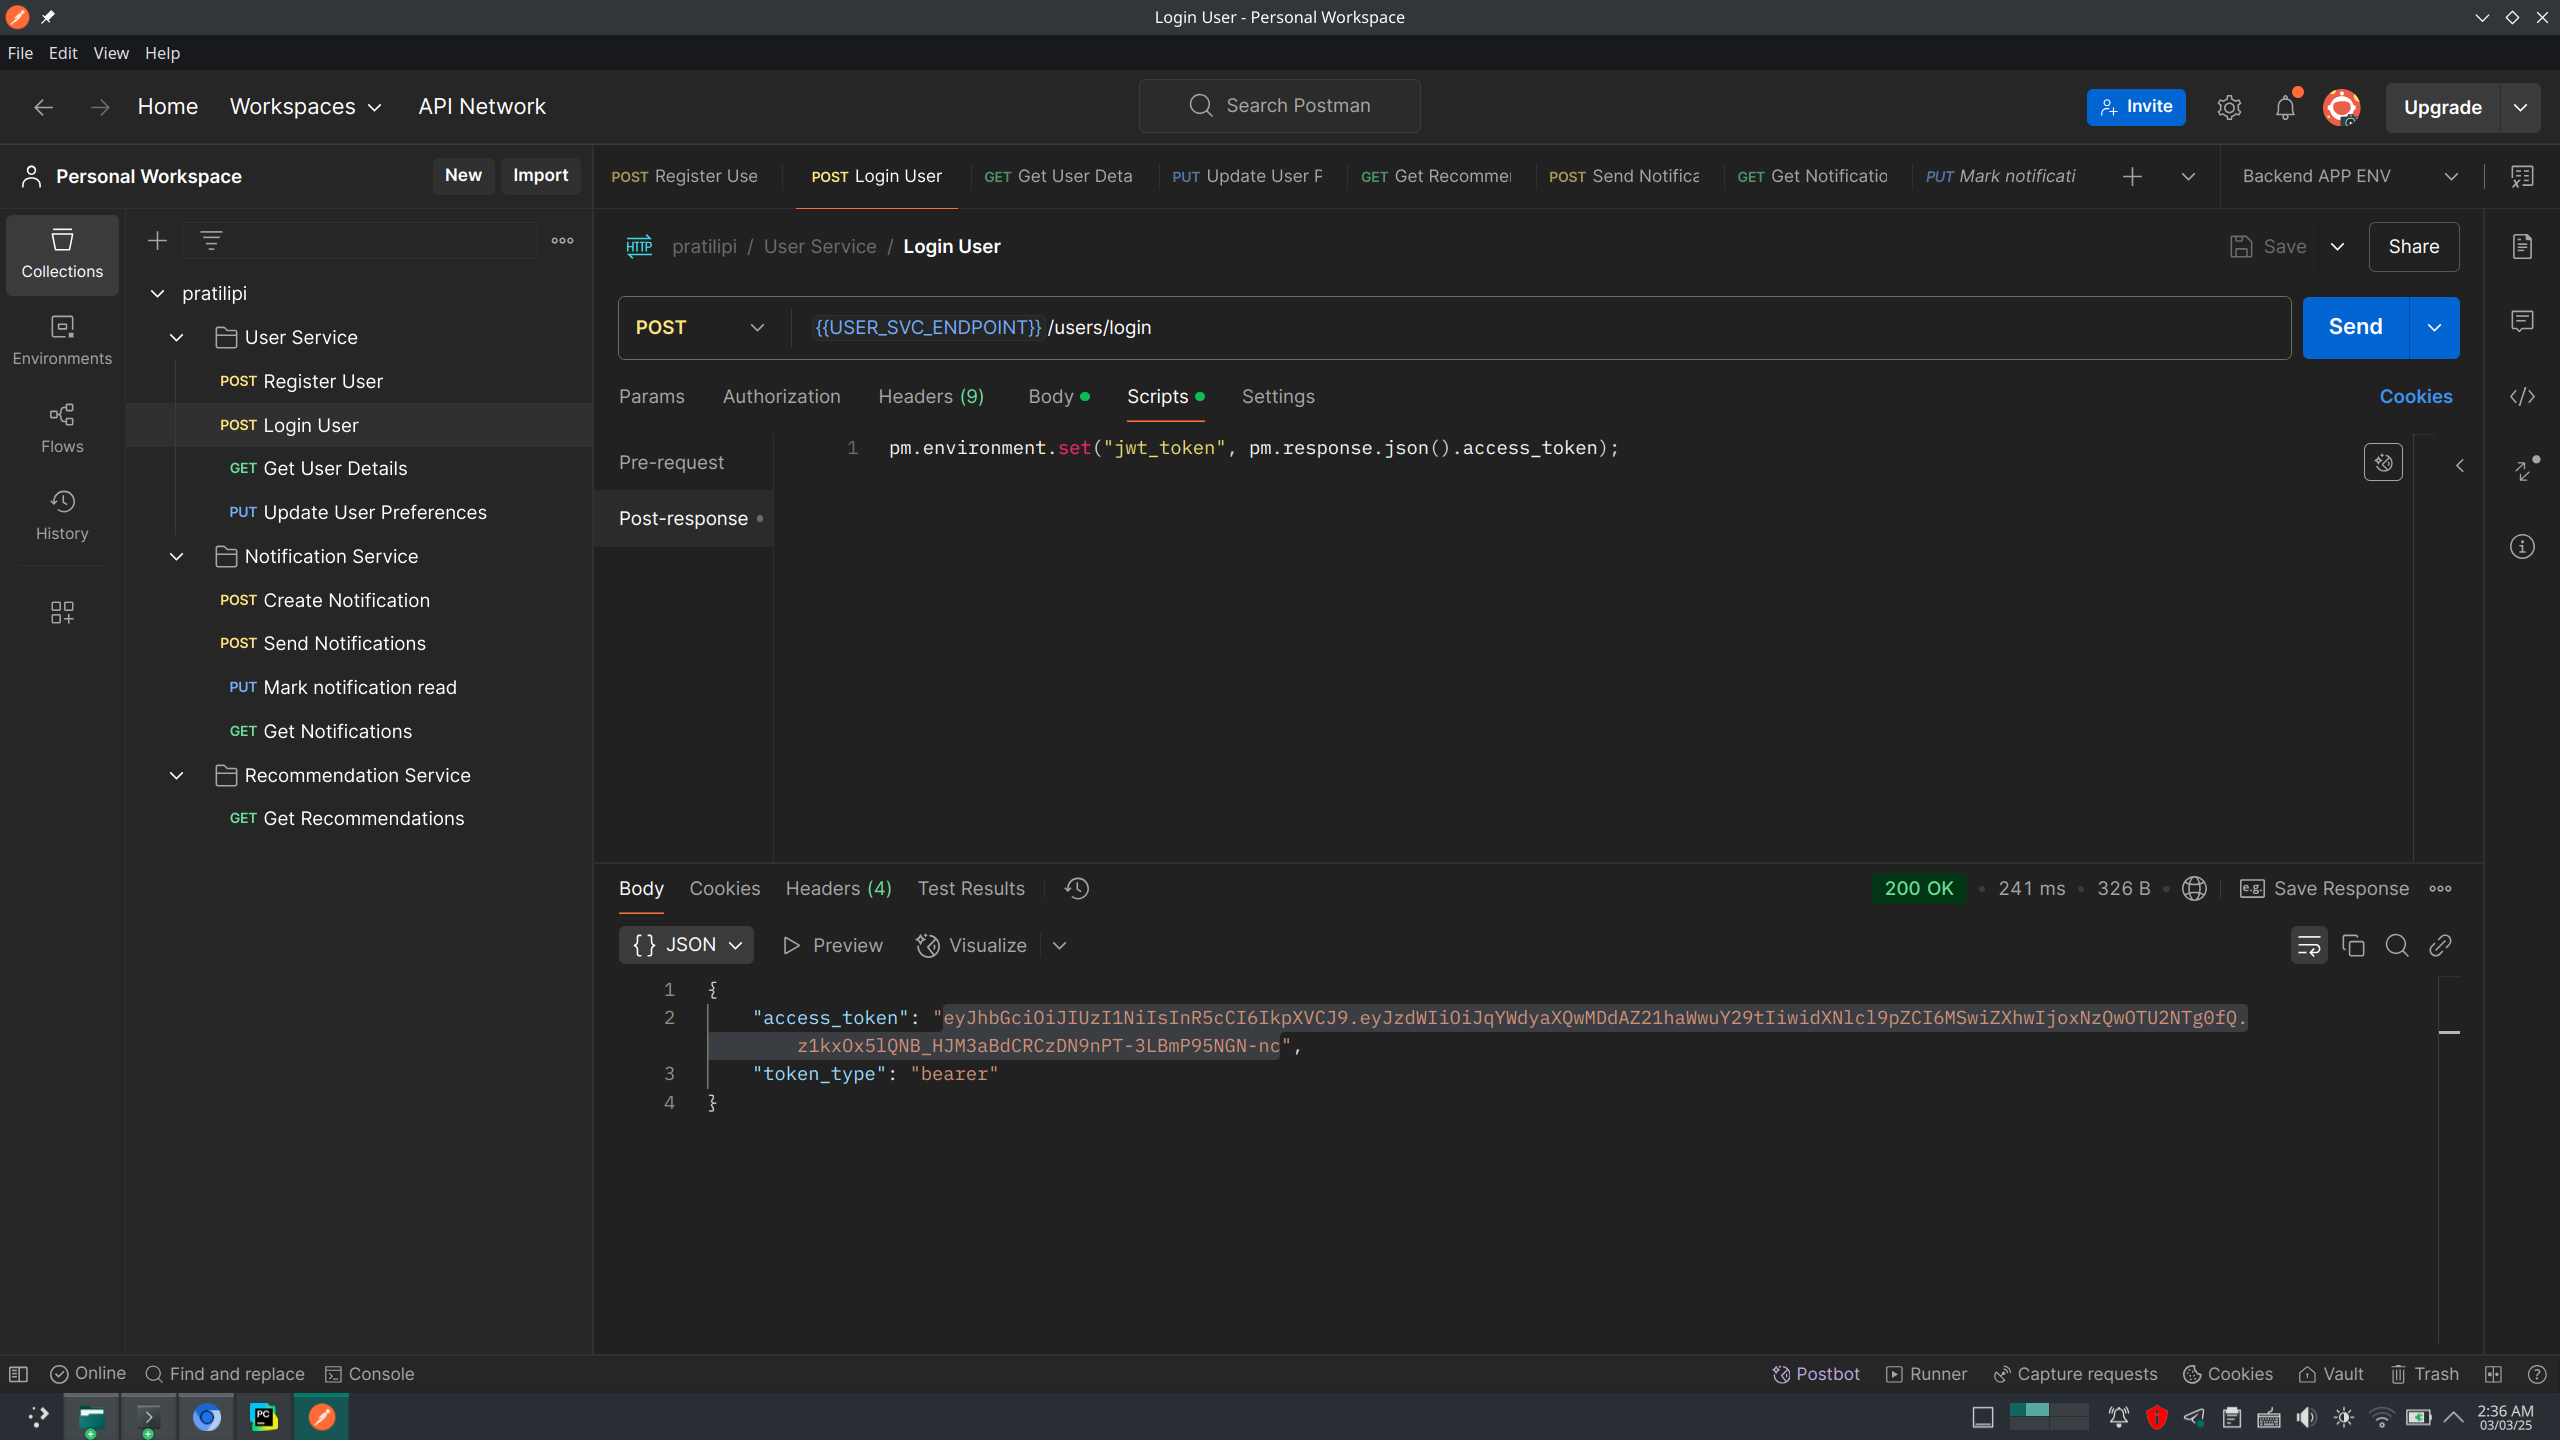 Login User - Personal Workspace
File Edit View Help
Home Workspaces API Network
Search Postman
Invite
Upgrade
Personal Workspace
New
Import
POST Register Use
POST Login User
GET Get User Deta
PUT Update User P
GET Get Recommer
POST Send Notifica
GET Get Notificatio
PUT Mark notificati
Backend APP ENV
Collections
Environments
Flows
History
pratilipi
User Service
POST Register User
POST Login User
GET Get User Details
PUT Update User Preferences
Notification Service
POST Create Notification
POST Send Notifications
PUT Mark notification read
GET Get Notifications
Recommendation Service
GET Get Recommendations
HTTP pratilipi / User Service / Login User
Save
Share
POST {{USER_SVC_ENDPOINT}} /users/login
Send
Params Authorization Headers (9) Body Scripts Settings
Cookies
Pre-request
Post-response
1 pm.environment.set("jwt_token", pm.response.json().access_token);
Body Cookies Headers (4) Test Results
200 OK 241 ms 326 B
e.g. Save Response
{} JSON Preview Visualize
1 {
2 "access_token": "eyJhbGciOiJIUzI1NiIsInR5cCI6IkpXVCJ9.eyJzdWIiOiJqYWdyaXQwMDdAZ21haWwuY29tIiwidXNlcl9pZCI6MSwiZXhwIjoxNzQwOTU2NTg0fQ.
z1kxOx5lQNB_HJM3aBdCRCzDN9nPT-3LBmP95NGN-nc",
3 "token_type": "bearer"
4 }
Online Find and replace Console
Postbot Runner Capture requests Cookies Vault Trash
PC
2:36 AM
03/03/25